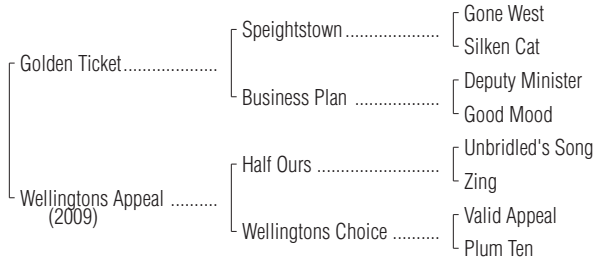 Gone West
Speightstown....................
Silken Cat
Golden Ticket....................
Deputy Minister
Business Plan ..................
Good Mood
Unbridled's Song
Half Ours ..........................
Zing
Wellingtons Appeal ..........
(2009)
Valid Appeal
Wellingtons Choice ..........
Plum Ten